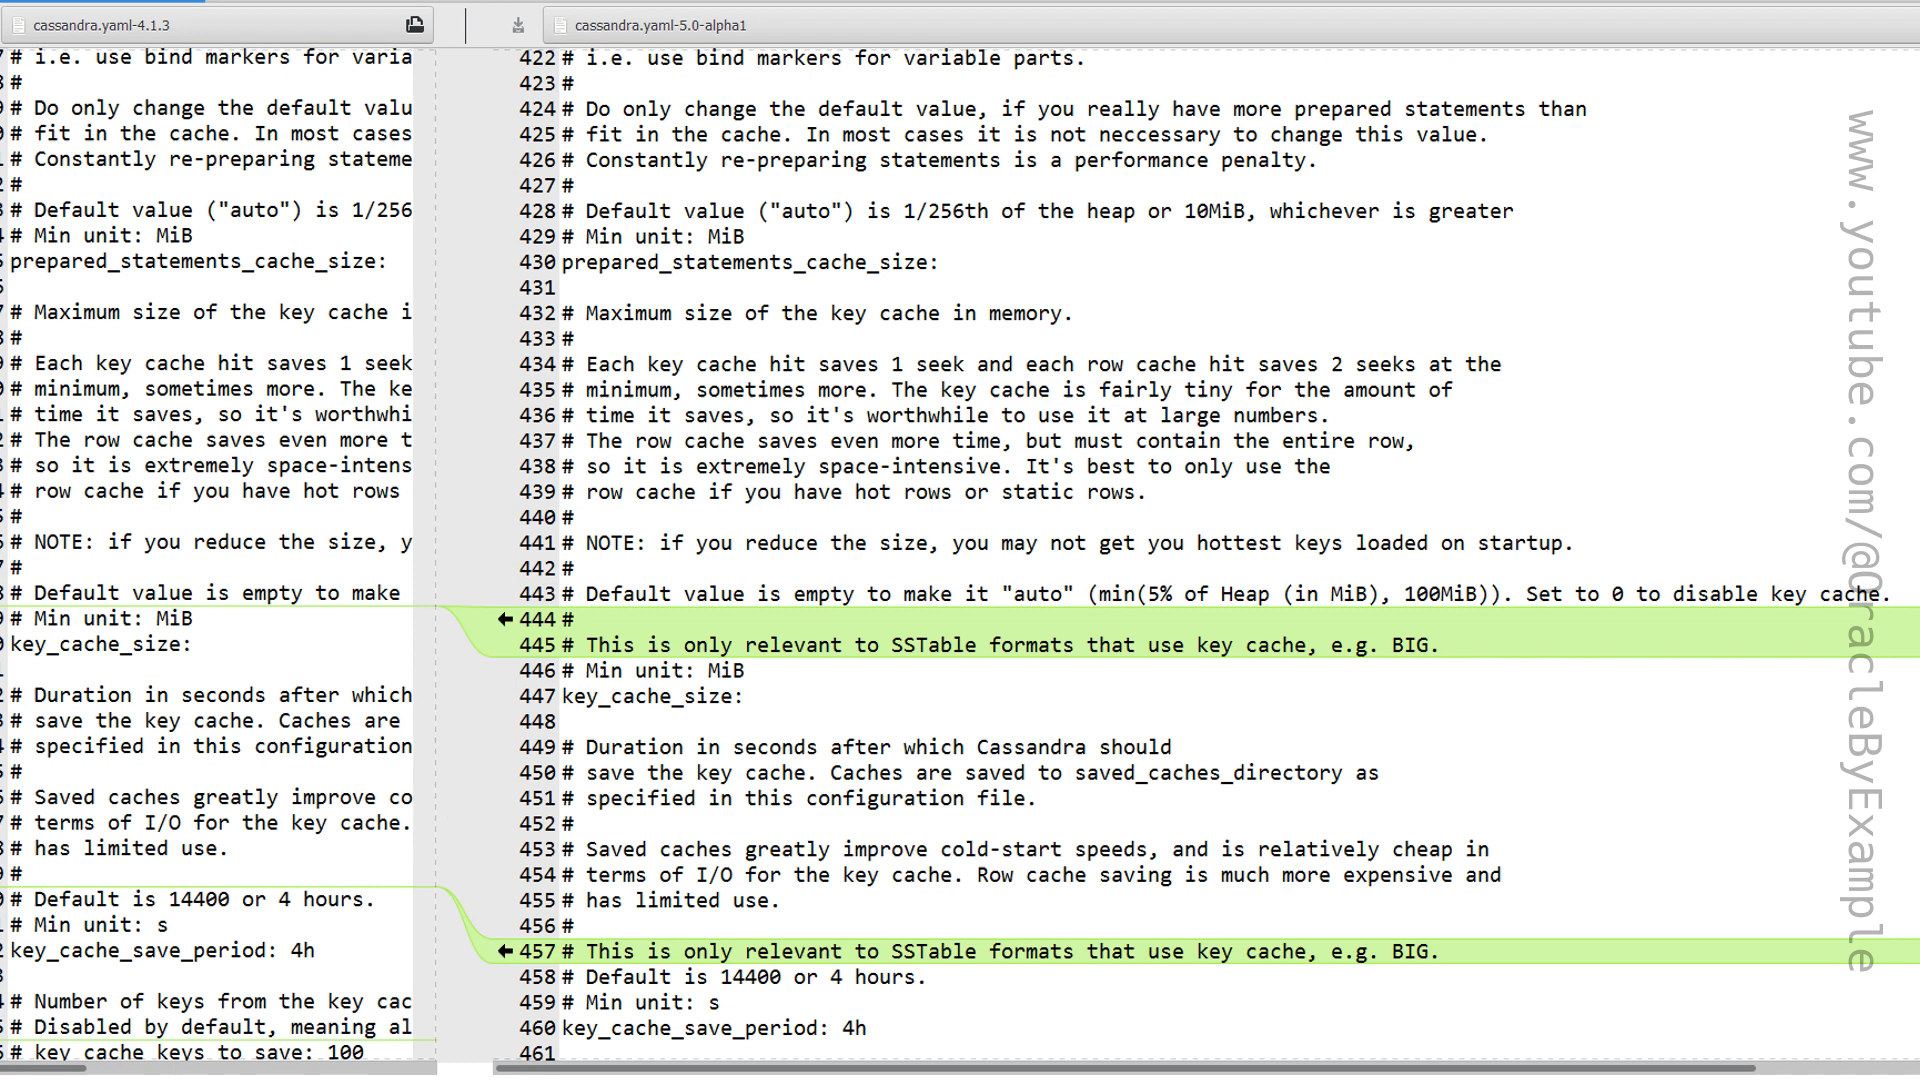 cassandra.yaml-4.1.3
# i.e. use bind markers for varia
#
# Do only change the default valu
# fit in the cache. In most cases
# Constantly re-preparing stateme
#
# Default value ("auto") is 1/256
# Min unit: MiB
prepared_statements_cache_size:
# Maximum size of the key cache i
#
# Each key cache hit saves 1 seek
# minimum, sometimes more. The ke
# time it saves, so it's worthwhi
# The row cache saves even more t
# so it is extremely space-intens
# row cache if you have hot rows
#
# NOTE: if you reduce the size, y
#
# Default value is empty to make
# Min unit: MiB
key_cache_size:
# Duration in seconds after which
# save the key cache. Caches are
# specified in this configuration
#
# Saved caches greatly improve co
# terms of I/O for the key cache.
# has limited use.
#
# Default is 14400 or 4 hours.
# Min unit: s
key_cache_save_period: 4h
# Number of keys from the key cac
# Disabled by default, meaning al
# key_cache_keys_to_save: 100
cassandra.yaml-5.0-alpha1
422 # i.e. use bind markers for variable parts.
423 #
424 # Do only change the default value, if you really have more prepared statements than
425 # fit in the cache. In most cases it is not neccessary to change this value.
426 # Constantly re-preparing statements is a performance penalty.
427 #
428 # Default value ("auto") is 1/256th of the heap or 10MiB, whichever is greater
429 # Min unit: MiB
430 prepared_statements_cache_size:
431
432 # Maximum size of the key cache in memory.
433 #
434 # Each key cache hit saves 1 seek and each row cache hit saves 2 seeks at the
435 # minimum, sometimes more. The key cache is fairly tiny for the amount of
436 # time it saves, so it's worthwhile to use it at large numbers.
437 # The row cache saves even more time, but must contain the entire row,
438 # so it is extremely space-intensive. It's best to only use the
439 # row cache if you have hot rows or static rows.
440 #
441 # NOTE: if you reduce the size, you may not get you hottest keys loaded on startup.
442 #
443 # Default value is empty to make it "auto" (min(5% of Heap (in MiB), 100MiB)). Set to 0 to disable key cache.
444 #
445 # This is only relevant to SSTable formats that use key cache, e.g. BIG.
446 # Min unit: MiB
447 key_cache_size:
448
449 # Duration in seconds after which Cassandra should
450 # save the key cache. Caches are saved to saved_caches_directory as
451 # specified in this configuration file.
452 #
453 # Saved caches greatly improve cold-start speeds, and is relatively cheap in
454 # terms of I/O for the key cache. Row cache saving is much more expensive and
455 # has limited use.
456 #
457 # This is only relevant to SSTable formats that use key cache, e.g. BIG.
458 # Default is 14400 or 4 hours.
459 # Min unit: s
460 key_cache_save_period: 4h
461
www.youtube.com/@OracleByExample